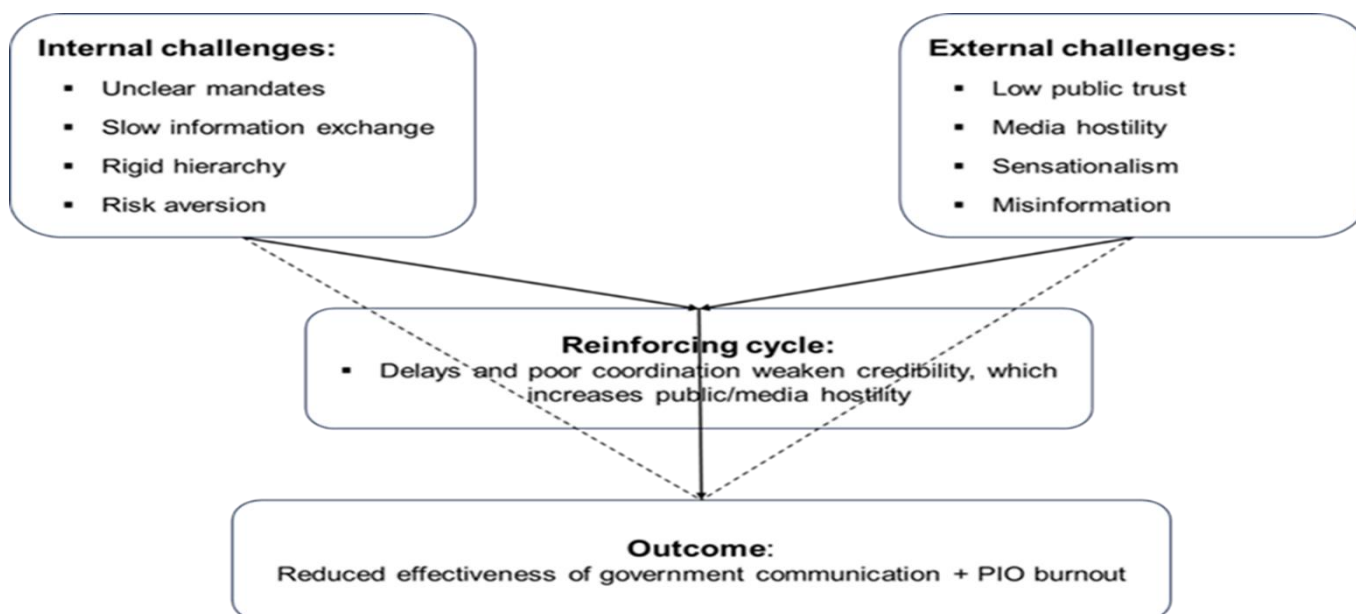 Internal challenges:
▪ Unclear mandates
▪ Slow information exchange
▪ Rigid hierarchy
▪ Risk aversion
External challenges:
▪ Low public trust
▪ Media hostility
▪ Sensationalism
▪ Misinformation
Reinforcing cycle:
▪ Delays and poor coordination weaken credibility, which
increases public/media hostility
Outcome:
Reduced effectiveness of government communication + PIO burnout